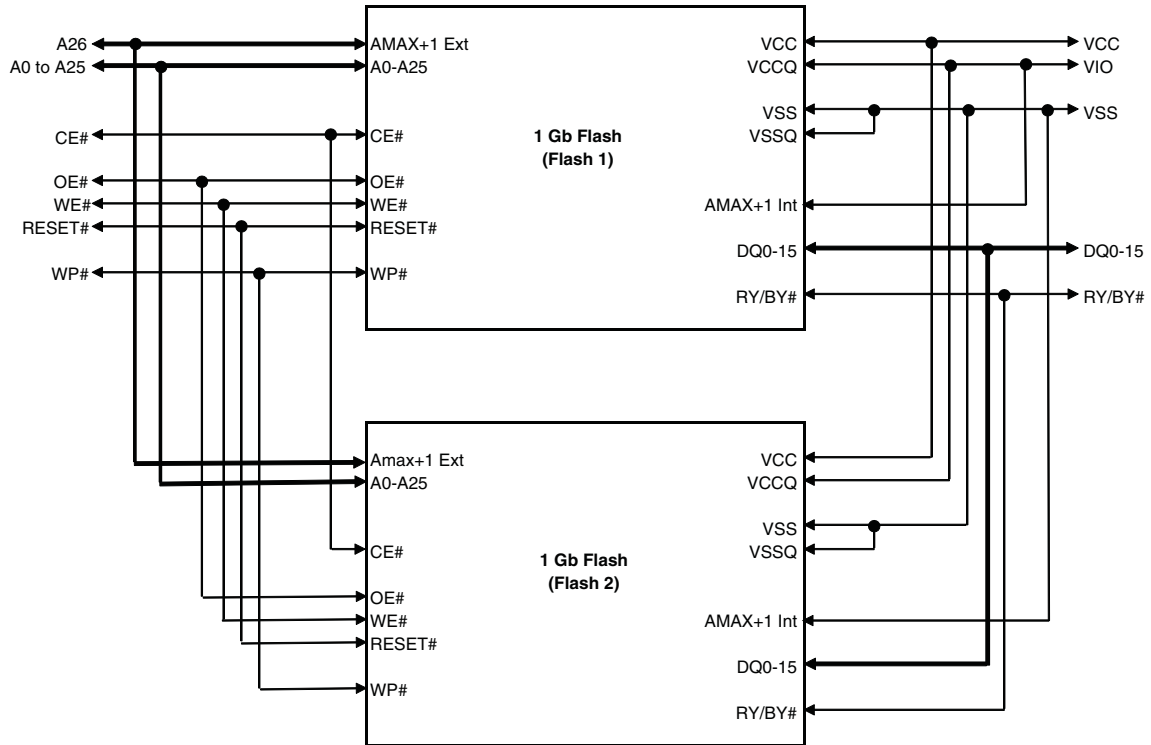 A26
AMAX+1 Ext
VCC
VCC
A0 to A25
A0-A25
VCCQ
VIO
VSS
VSS
CE#
CE#
VSSQ
1 Gb Flash
(Flash 1)
OE#
OE#
WE#
WE#
AMAX+1 Int
RESET#
RESET#
DQ0-15
DQ0-15
WP#
WP#
RY/BY#
RY/BY#
Amax+1 Ext
VCC
A0-A25
VCCQ
VSS
CE#
VSSQ
1 Gb Flash
(Flash 2)
OE#
WE#
AMAX+1 Int
RESET#
DQ0-15
WP#
RY/BY#